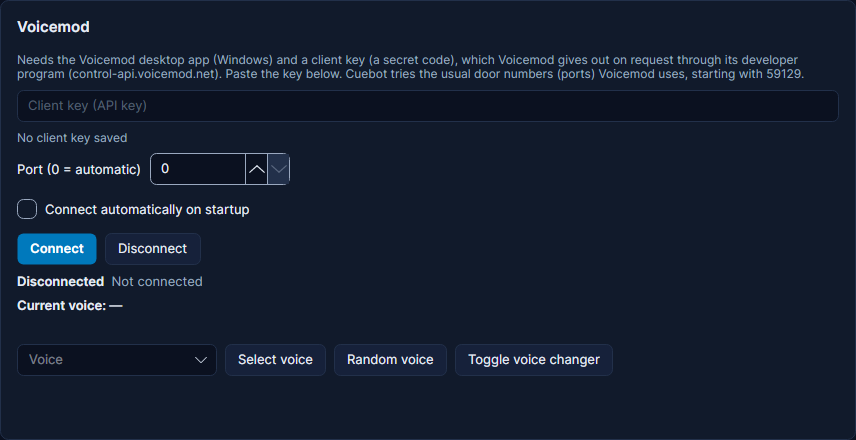 Voicemod
Needs the Voicemod desktop app (Windows) and a client key (a secret code), which Voicemod gives out on request through its developer
program (control-api.voicemod.net). Paste the key below. Cuebot tries the usual door numbers (ports) Voicemod uses, starting with 59129.
Client key (API key)
No client key saved
Port (0 = automatic) 0
Connect automatically on startup
Connect Disconnect
Disconnected Not connected
Current voice: —
Voice Select voice Random voice Toggle voice changer